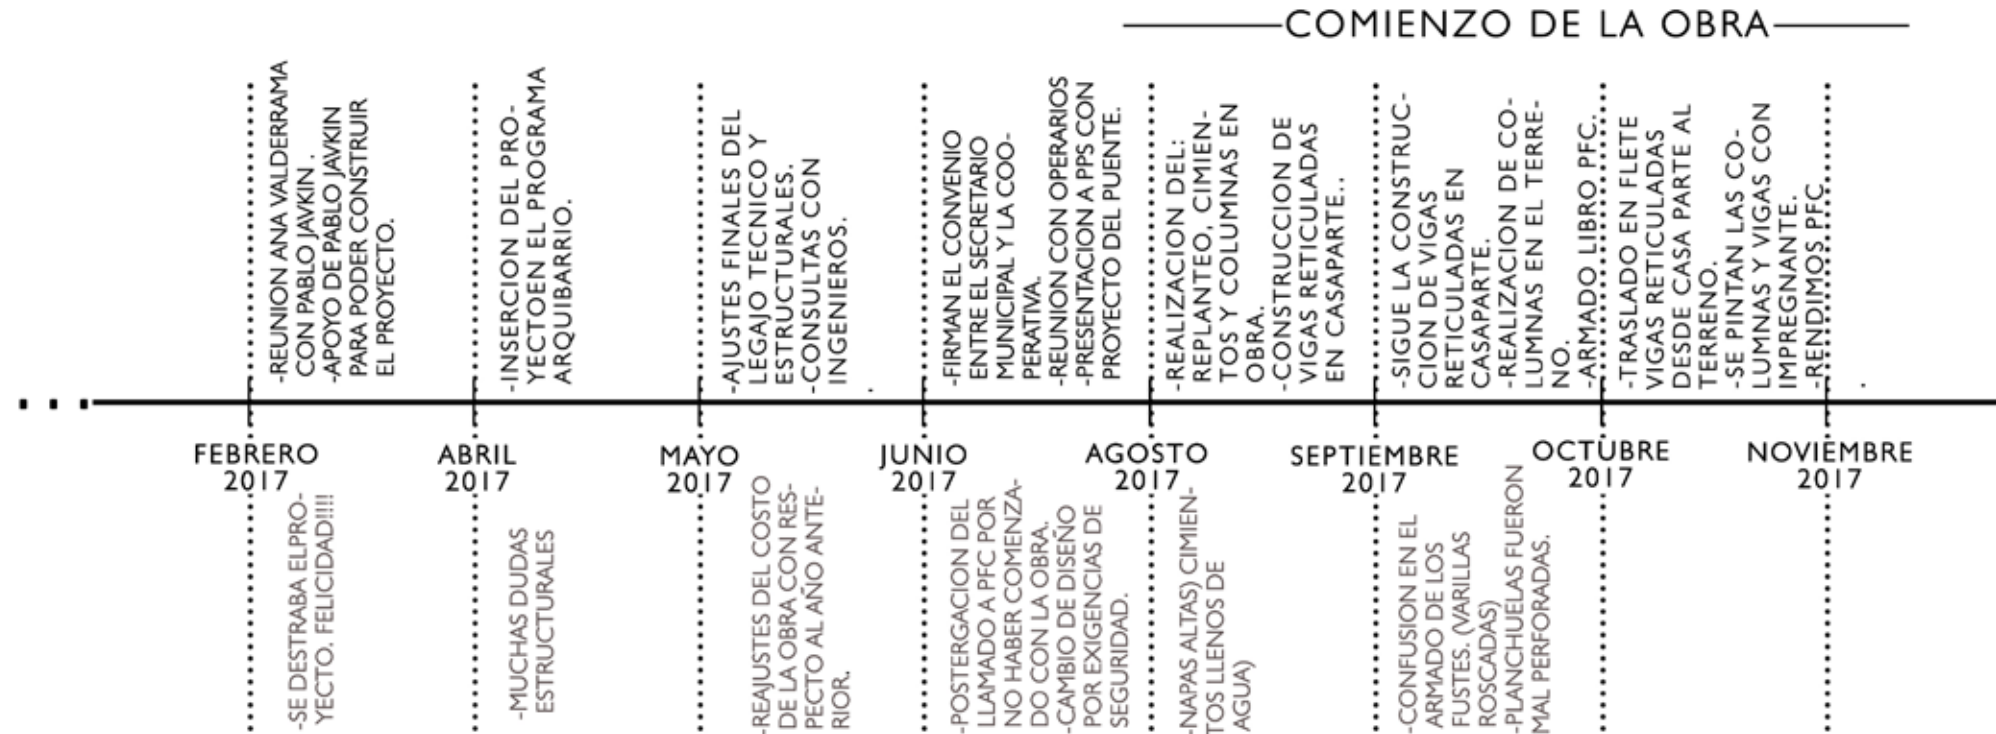 COMIENZO DE LA OBRA
-REUNION ANA VALDERRAMA
CON PABLO JAVKIN .
-APOYO DE PABLO JAVKIN
PARA PODER CONSTRUIR
EL PROYECTO.
-INSERCION DEL PRO-
YECTOEN EL PROGRAMA
ARQUIBARRIO.
-AJUSTES FINALES DEL
LEGAJO TECNICO Y
ESTRUCTURALES.
-CONSULTAS CON
INGENIEROS.
-FIRMAN EL CONVENIO
ENTRE EL SECRETARIO
MUNICIPAL Y LA COO-
PERATIVA.
-REUNION CON OPERARIOS
-PRESENTACION A PPS CON
PROYECTO DEL PUENTE.
-REALIZACION DEL:
REPLANTEO, CIMIEN-
TOS Y COLUMNAS EN
OBRA.
-CONSTRUCCION DE
VIGAS RETICULADAS
EN CASAPARTE..
-SIGUE LA CONSTRUC-
CION DE VIGAS
RETICULADAS EN
CASAPARTE.
-REALIZACION DE CO-
LUMNAS EN EL TERRE-
NO.
-ARMADO LIBRO PFC.
-TRASLADO EN FLETE
VIGAS RETICULADAS
DESDE CASA PARTE AL
TERRENO.
-SE PINTAN LAS CO-
LUMNAS Y VIGAS CON
IMPREGNANTE.
-RENDIMOS PFC.
FEBRERO
2017
ABRIL
2017
MAYO
2017
JUNIO
2017
AGOSTO
2017
SEPTIEMBRE
2017
OCTUBRE
2017
NOVIEMBRE
2017
-SE DESTRABA ELPRO-
YECTO. FELICIDAD!!!!
-MUCHAS DUDAS
ESTRUCTURALES
-REAJUSTES DEL COSTO
DE LA OBRA CON RES-
PECTO AL AÑO ANTE-
RIOR.
-POSTERGACION DEL
LLAMADO A PFC POR
NO HABER COMENZA-
DO CON LA OBRA.
-CAMBIO DE DISEÑO
POR EXIGENCIAS DE
SEGURIDAD.
-NAPAS ALTAS) CIMIEN-
TOS LLENOS DE
AGUA)
-CONFUSION EN EL
ARMADO DE LOS
FUSTES. (VARILLAS
ROSCADAS)
-PLANCHUELAS FUERON
MAL PERFORADAS.